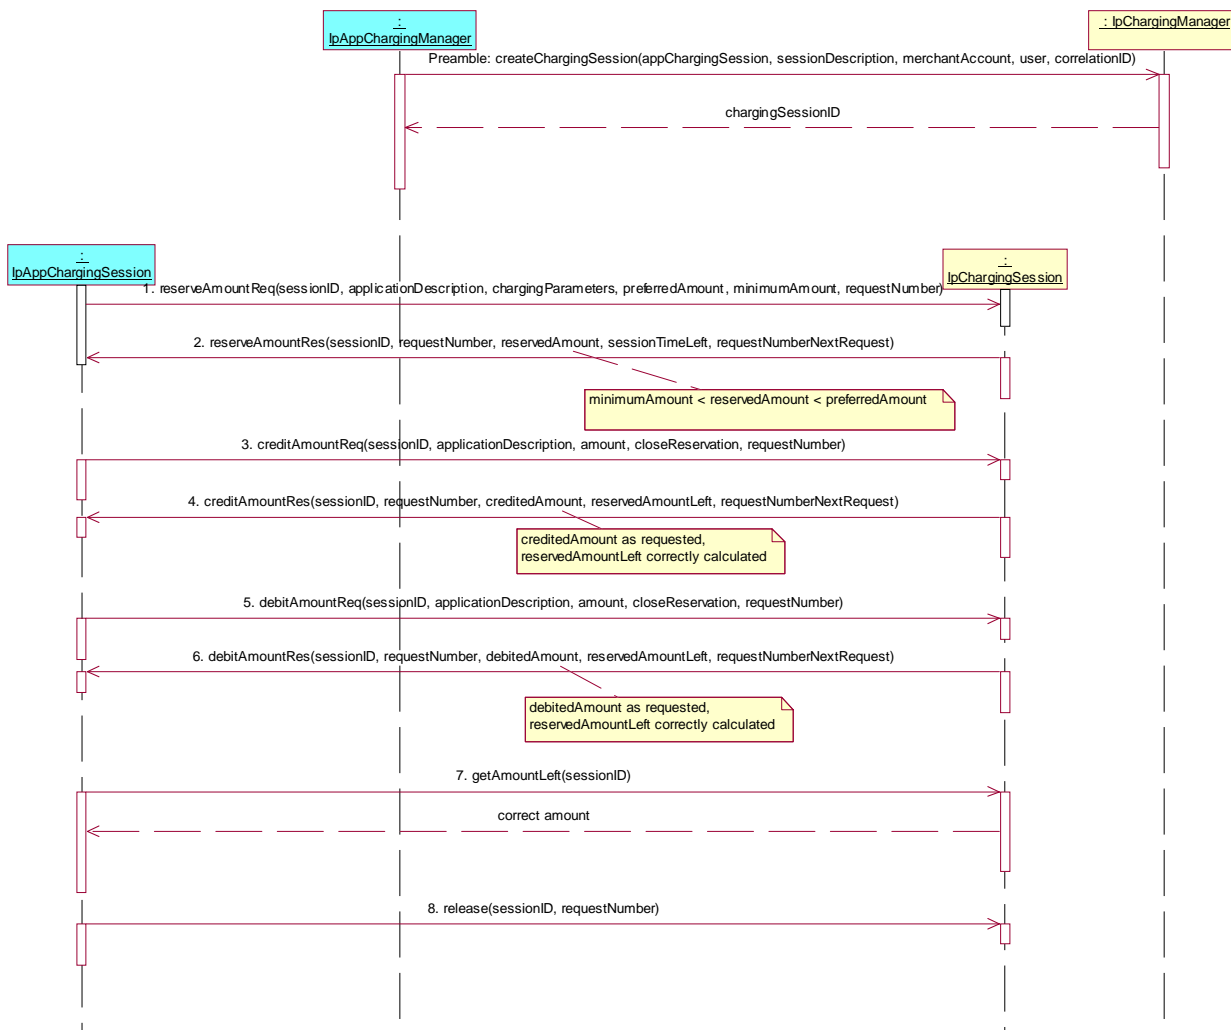 :
IpAppChargingManager
: IpChargingManager
Preamble: createChargingSession(appChargingSession, sessionDescription, merchantAccount, user, correlationID)
chargingSessionID
:
IpAppChargingSession
:
IpChargingSession
1. reserveAmountReq(sessionID, applicationDescription, chargingParameters, preferredAmount, minimumAmount, requestNumber)
2. reserveAmountRes(sessionID, requestNumber, reservedAmount, sessionTimeLeft, requestNumberNextRequest)
minimumAmount < reservedAmount < preferredAmount
3. creditAmountReq(sessionID, applicationDescription, amount, closeReservation, requestNumber)
4. creditAmountRes(sessionID, requestNumber, creditedAmount, reservedAmountLeft, requestNumberNextRequest)
creditedAmount as requested,
reservedAmountLeft correctly calculated
5. debitAmountReq(sessionID, applicationDescription, amount, closeReservation, requestNumber)
6. debitAmountRes(sessionID, requestNumber, debitedAmount, reservedAmountLeft, requestNumberNextRequest)
debitedAmount as requested,
reservedAmountLeft correctly calculated
7. getAmountLeft(sessionID)
correct amount
8. release(sessionID, requestNumber)